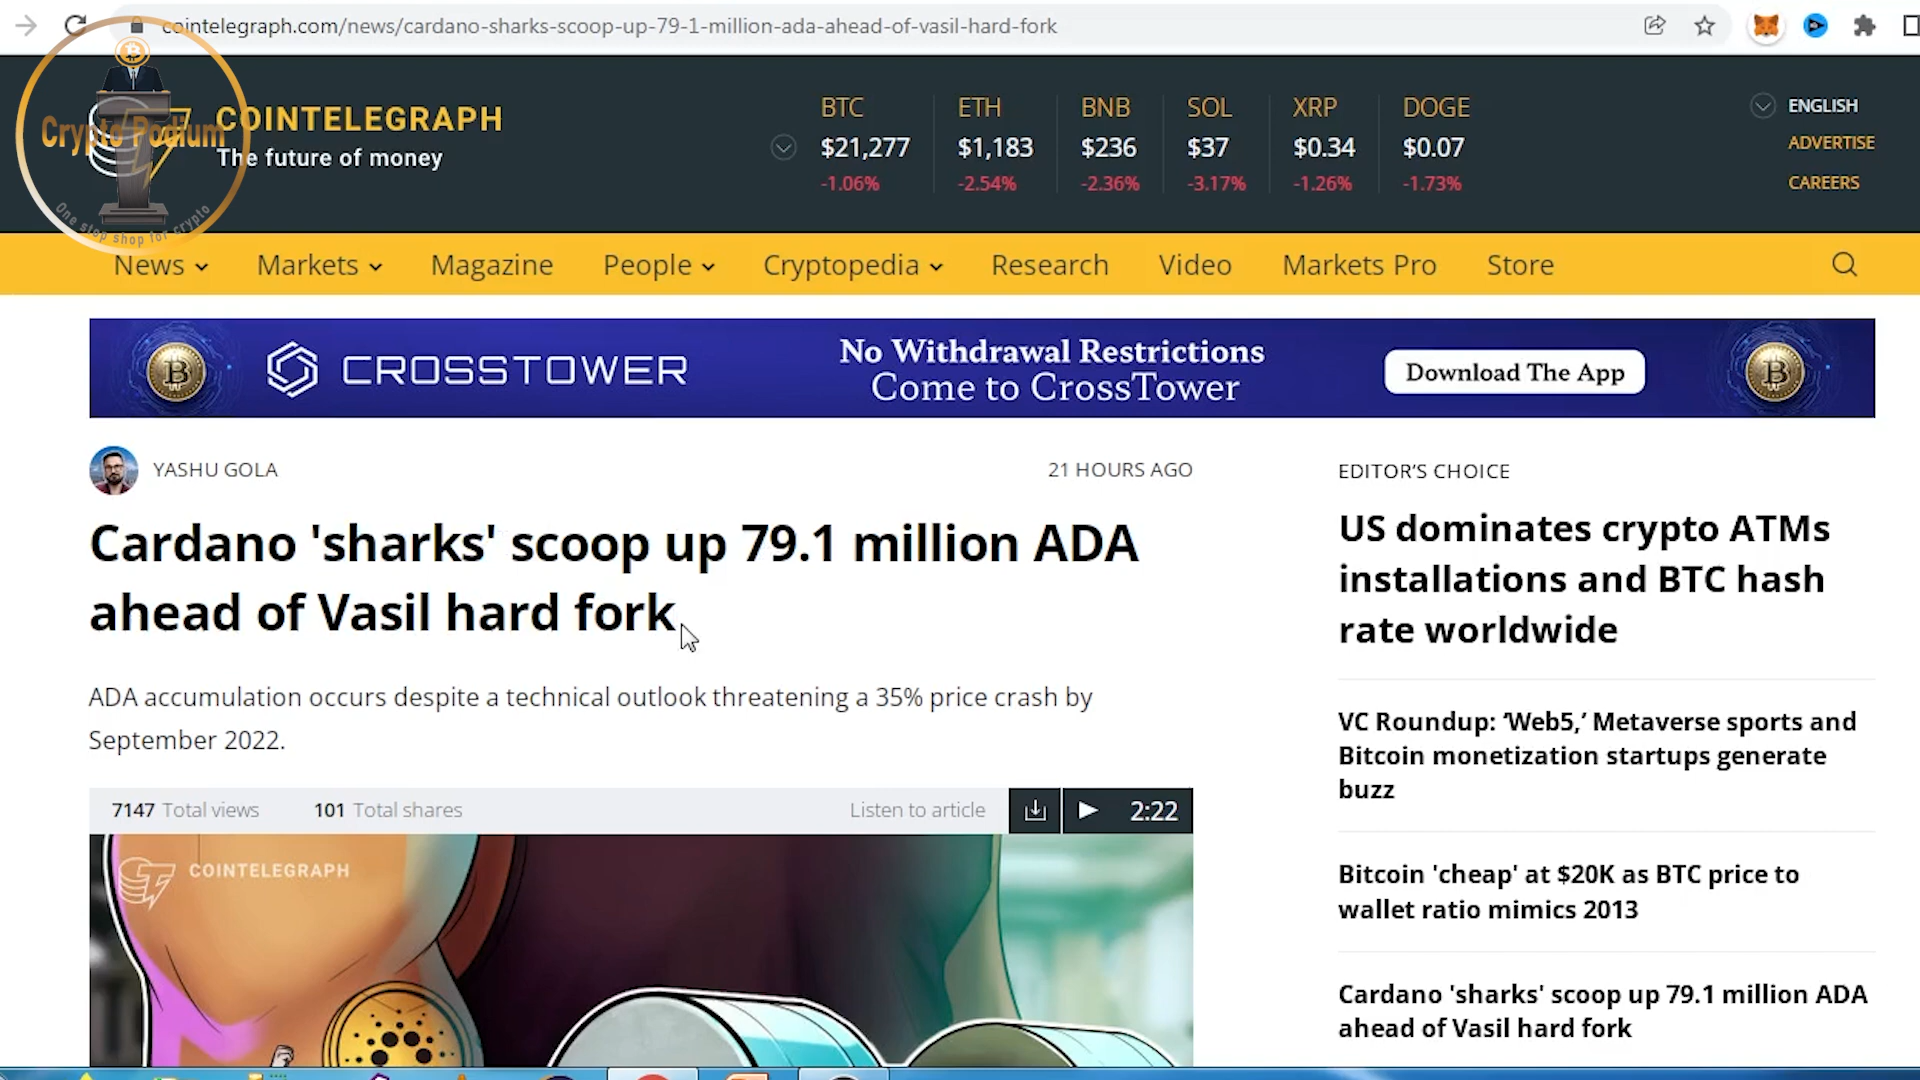 cointelegraph.com/news/cardano-sharks-scoop-up-79-1-million-ada-ahead-of-vasil-hard-fork
Crypto Podium
One stop shop for crypto
COINTELEGRAPH
The future of money
BTC ETH BNB SOL XRP DOGE
$21,277 $1,183 $236 $37 $0.34 $0.07
-1.06% -2.54% -2.36% -3.17% -1.26% -1.73%
ENGLISH
ADVERTISE
CAREERS
News Markets Magazine People Cryptopedia Research Video Markets Pro Store
CROSSTOWER
No Withdrawal Restrictions
Come to CrossTower
Download The App
YASHU GOLA
21 HOURS AGO
Cardano 'sharks' scoop up 79.1 million ADA
ahead of Vasil hard fork
ADA accumulation occurs despite a technical outlook threatening a 35% price crash by
September 2022.
7147 Total views 101 Total shares
Listen to article
2:22
COINTELEGRAPH
EDITOR'S CHOICE
US dominates crypto ATMs
installations and BTC hash
rate worldwide
VC Roundup: ‘Web5,’ Metaverse sports and
Bitcoin monetization startups generate
buzz
Bitcoin 'cheap' at $20K as BTC price to
wallet ratio mimics 2013
Cardano 'sharks' scoop up 79.1 million ADA
ahead of Vasil hard fork